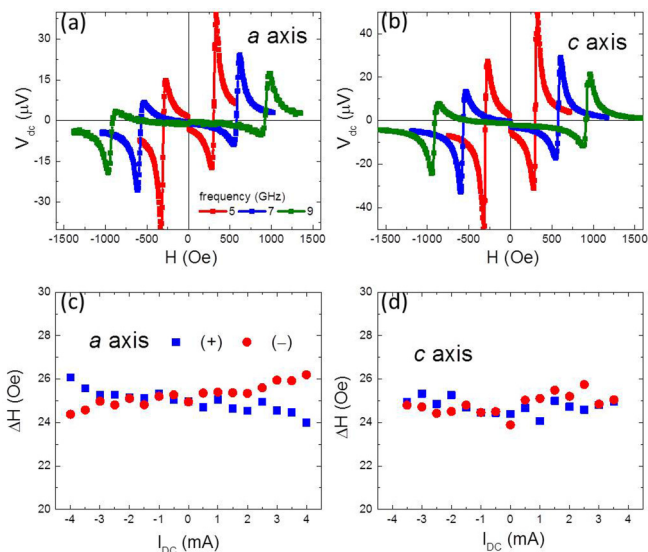 (a)
a axis
V_dc (μV)
30
15
0
-15
-30
frequency (GHz)
5 7 9
-1500 -1000 -500 0 500 1000 1500
H (Oe)
(b)
c axis
V_dc (μV)
40
20
0
-20
-40
-1500 -1000 -500 0 500 1000 1500
H (Oe)
(c)
a axis (+) (−)
ΔH (Oe)
30
28
26
24
22
20
-4 -3 -2 -1 0 1 2 3 4
I_DC (mA)
(d)
c axis
ΔH (Oe)
30
28
26
24
22
20
-4 -3 -2 -1 0 1 2 3 4
I_DC (mA)